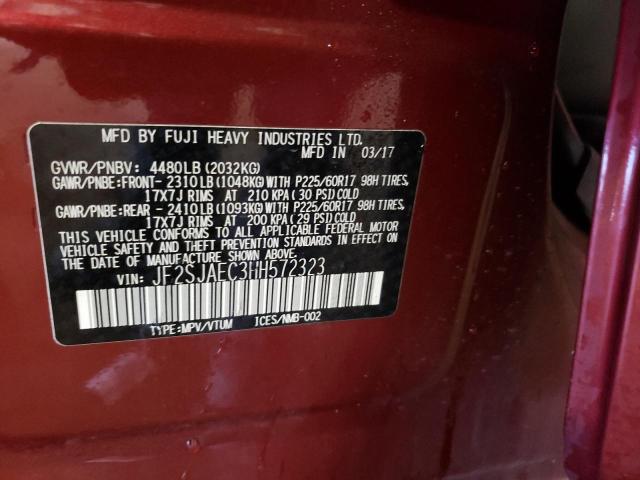 MFD BY FUJI HEAVY INDUSTRIES LTD.
MFD IN 03/17
GVWR/PNBV: 4480LB(2032KG)
GAWR/PNBE:FRONT- 2310LB(1048KG)WITH P225/60R17 98H TIRES,
17X7J RIMS AT 210 KPA( 30 PSI)COLD
GAWR/PNBE:REAR - 2410LB(1093KG)WITH P225/60R17 98H TIRES,
17X7J RIMS AT 200 KPA( 29 PSI)COLD
THIS VEHICLE CONFORMS TO ALL APPLICABLE FEDERAL MOTOR
VEHICLE SAFETY AND THEFT PREVENTION STANDARDS IN EFFECT ON
THE DATE OF MANUFACTURE SHOWN ABOVE.
VIN: JF2SJAEC3HH572323
TYPE:MPV/VTUM ICES/NMB-002